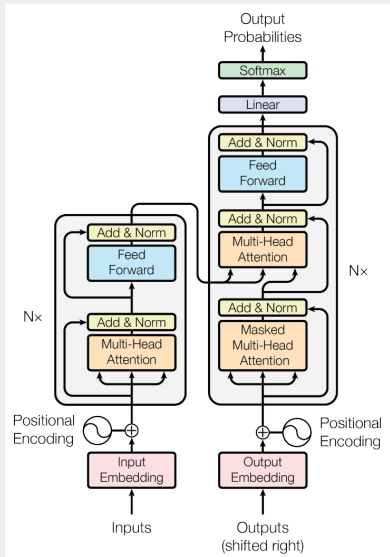 Output
Probabilities
Softmax
Linear
Add & Norm
Feed
Forward
Add & Norm
Multi-Head
Attention
Nx
Add & Norm
Masked
Multi-Head
Attention
Add & Norm
Feed
Forward
Nx
Add & Norm
Multi-Head
Attention
Positional
Encoding
Positional
Encoding
Input
Embedding
Output
Embedding
Inputs
Outputs
(shifted right)